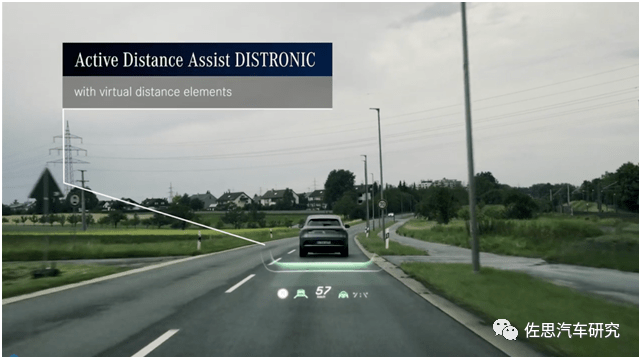 Active Distance Assist DISTRONIC
with virtual distance elements
57
佐思汽车研究